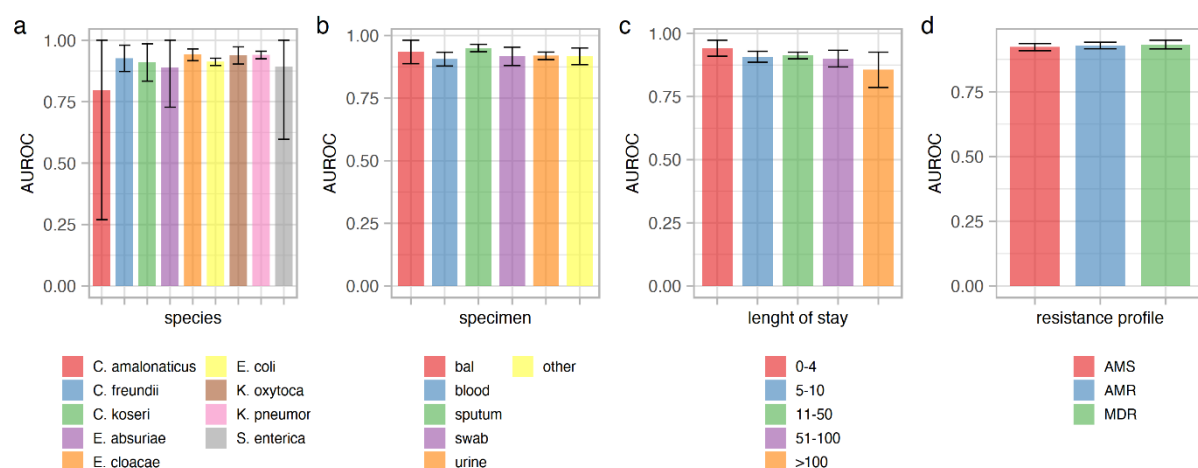 a b c d
AUROC
1.00
0.75
0.50
0.25
0.00
species
C. amalonaticus
C. freundii
C. koseri
E. absuriae
E. cloacae
E. coli
K. oxytoca
K. pneumor
S. enterica
AUROC
1.00
0.75
0.50
0.25
0.00
specimen
bal
blood
sputum
swab
urine
other
AUROC
1.00
0.75
0.50
0.25
0.00
lenght of stay
0-4
5-10
11-50
51-100
>100
AUROC
0.75
0.50
0.25
0.00
resistance profile
AMS
AMR
MDR